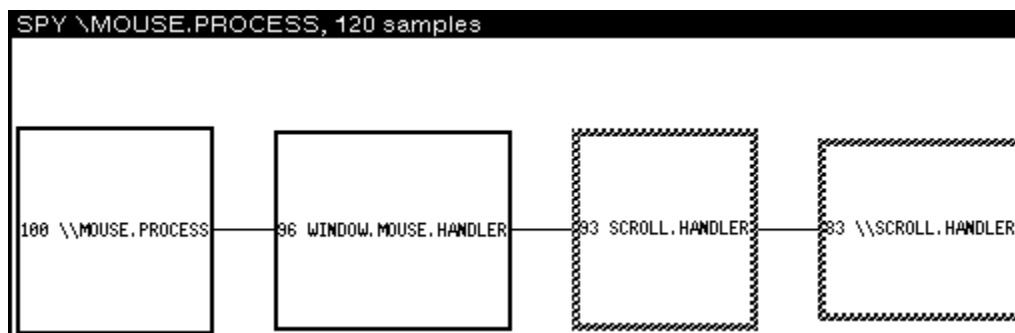 SPY \MOUSE.PROCESS, 120 samples
100 \\MOUSE.PROCESS
96 WINDOW.MOUSE.HANDLER
93 SCROLL.HANDLER
83 \\SCROLL.HANDLER